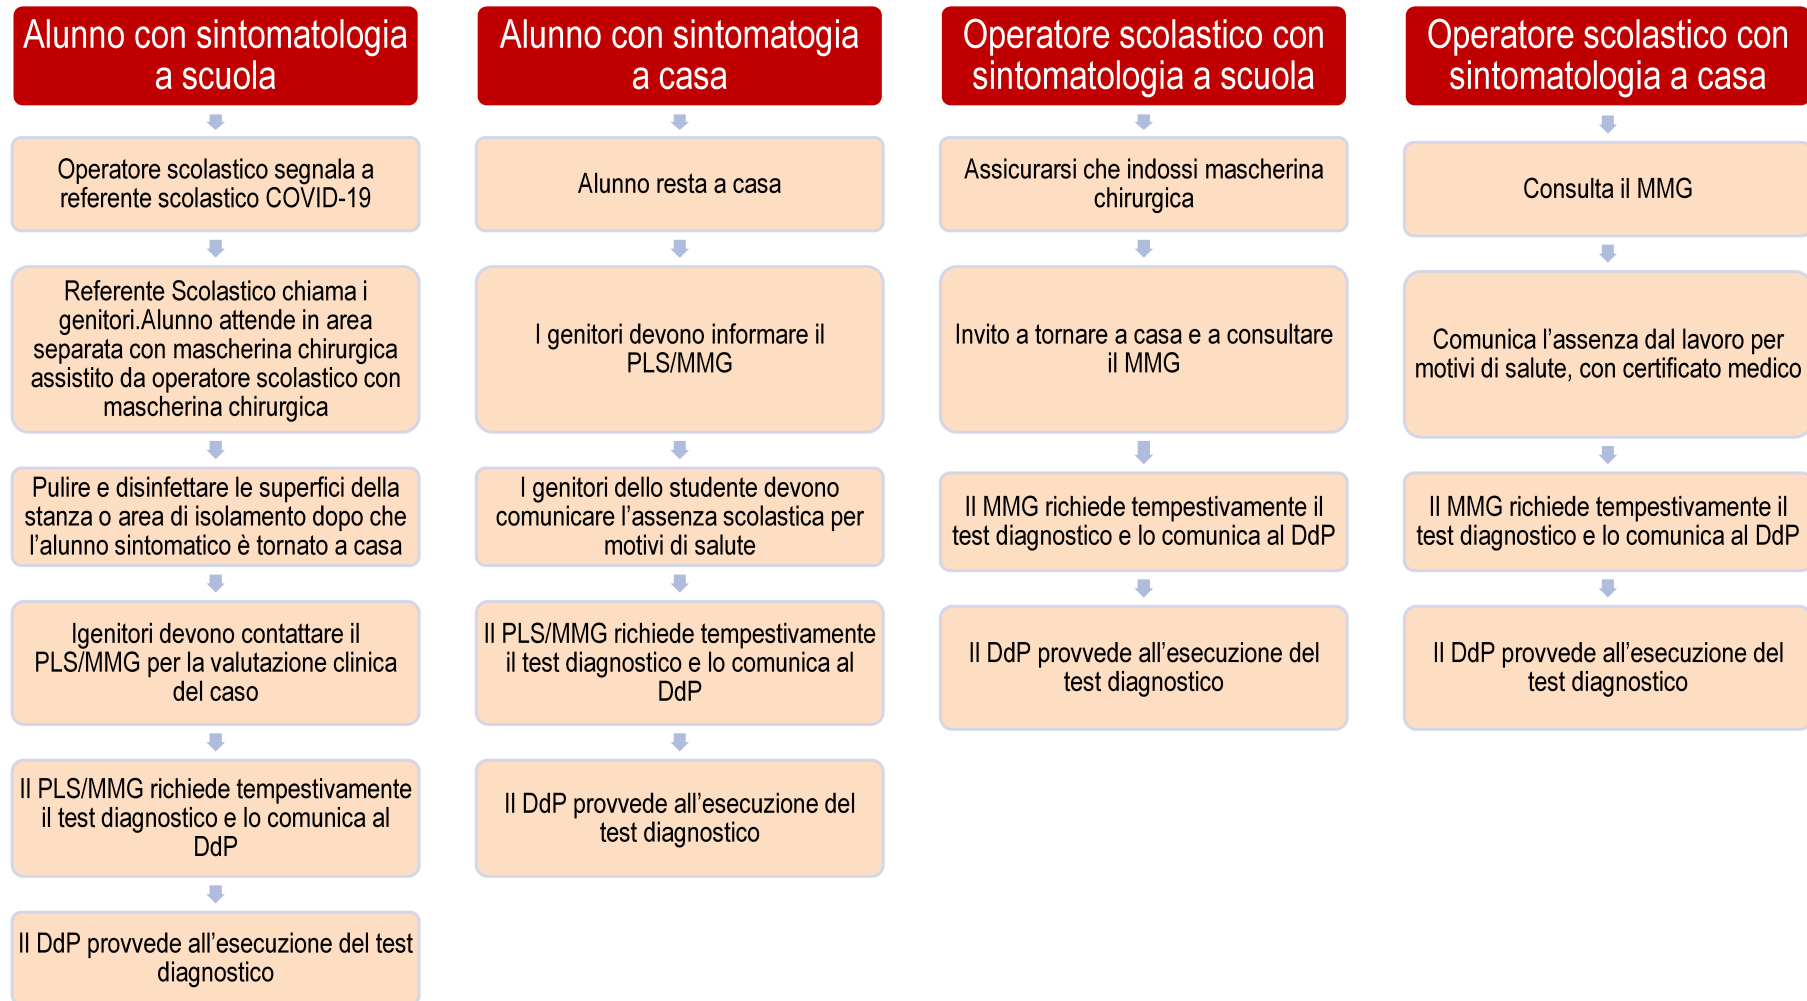 Alunno con sintomatologia
a scuola
Operatore scolastico segnala a
referente scolastico COVID-19
Referente Scolastico chiama i
genitori.Alunno attende in area
separata con mascherina chirurgica
assistito da operatore scolastico con
mascherina chirurgica
Pulire e disinfettare le superfici della
stanza o area di isolamento dopo che
l’alunno sintomatico è tornato a casa
Igenitori devono contattare il
PLS/MMG per la valutazione clinica
del caso
Il PLS/MMG richiede tempestivamente
il test diagnostico e lo comunica al
DdP
Il DdP provvede all’esecuzione del test
diagnostico
Alunno con sintomatogia
a casa
Alunno resta a casa
I genitori devono informare il
PLS/MMG
I genitori dello studente devono
comunicare l’assenza scolastica per
motivi di salute
Il PLS/MMG richiede tempestivamente
il test diagnostico e lo comunica al
DdP
Il DdP provvede all’esecuzione del
test diagnostico
Operatore scolastico con
sintomatologia a scuola
Assicurarsi che indossi mascherina
chirurgica
Invito a tornare a casa e a consultare
il MMG
Il MMG richiede tempestivamente il
test diagnostico e lo comunica al DdP
Il DdP provvede all’esecuzione del
test diagnostico
Operatore scolastico con
sintomatologia a casa
Consulta il MMG
Comunica l’assenza dal lavoro per
motivi di salute, con certificato medico
Il MMG richiede tempestivamente il
test diagnostico e lo comunica al DdP
Il DdP provvede all’esecuzione del
test diagnostico